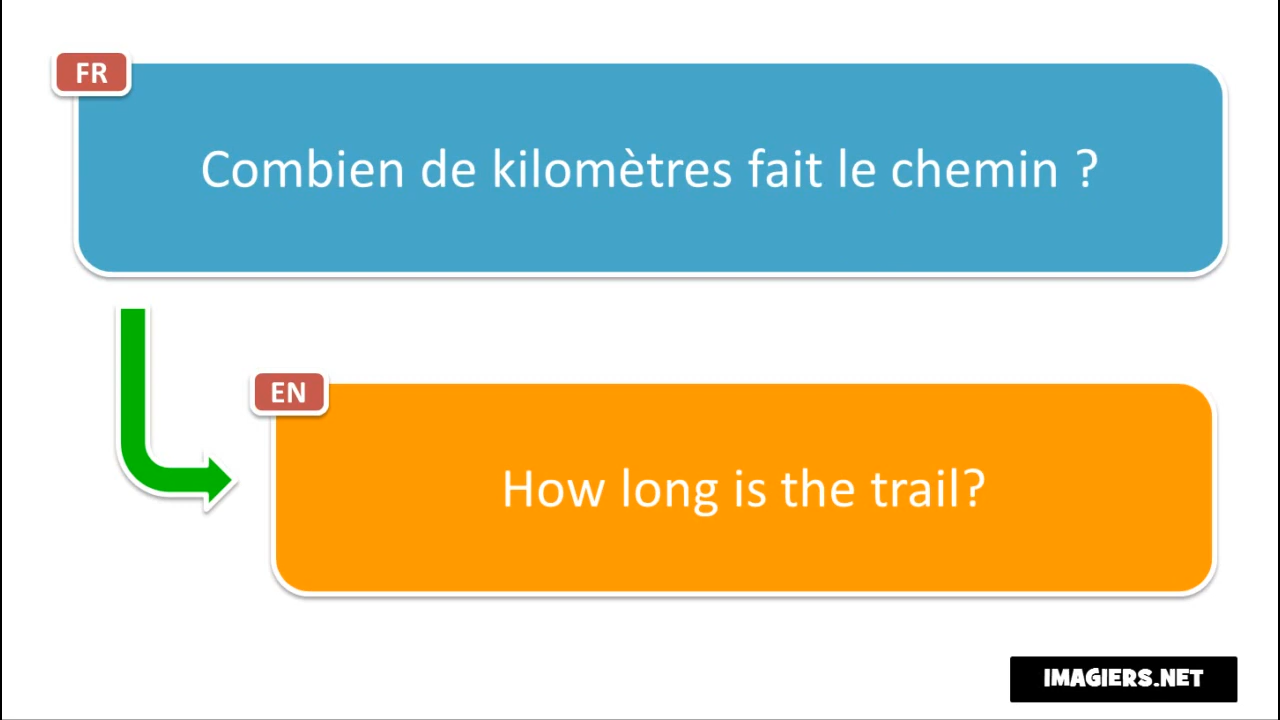 FR
Combien de kilomètres fait le chemin ?
EN
How long is the trail?
IMAGIERS.NET